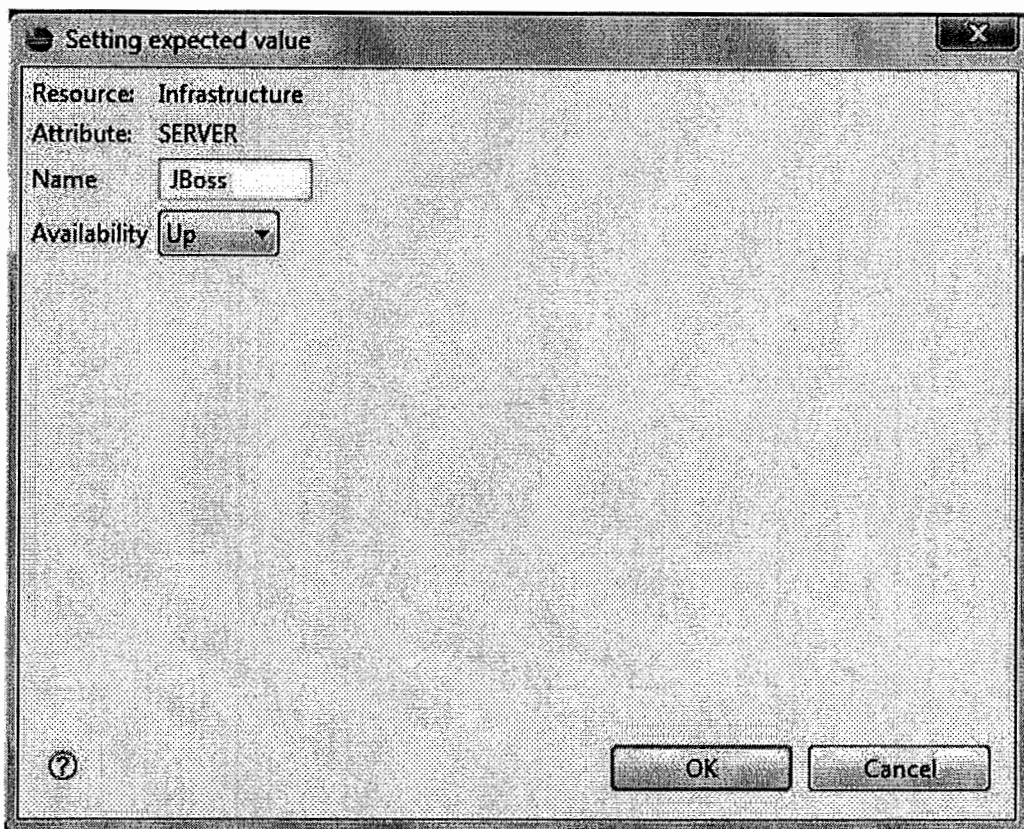 Setting expected value
Resource: Infrastructure
Attribute: SERVER
Name JBoss
Availability Up
OK Cancel